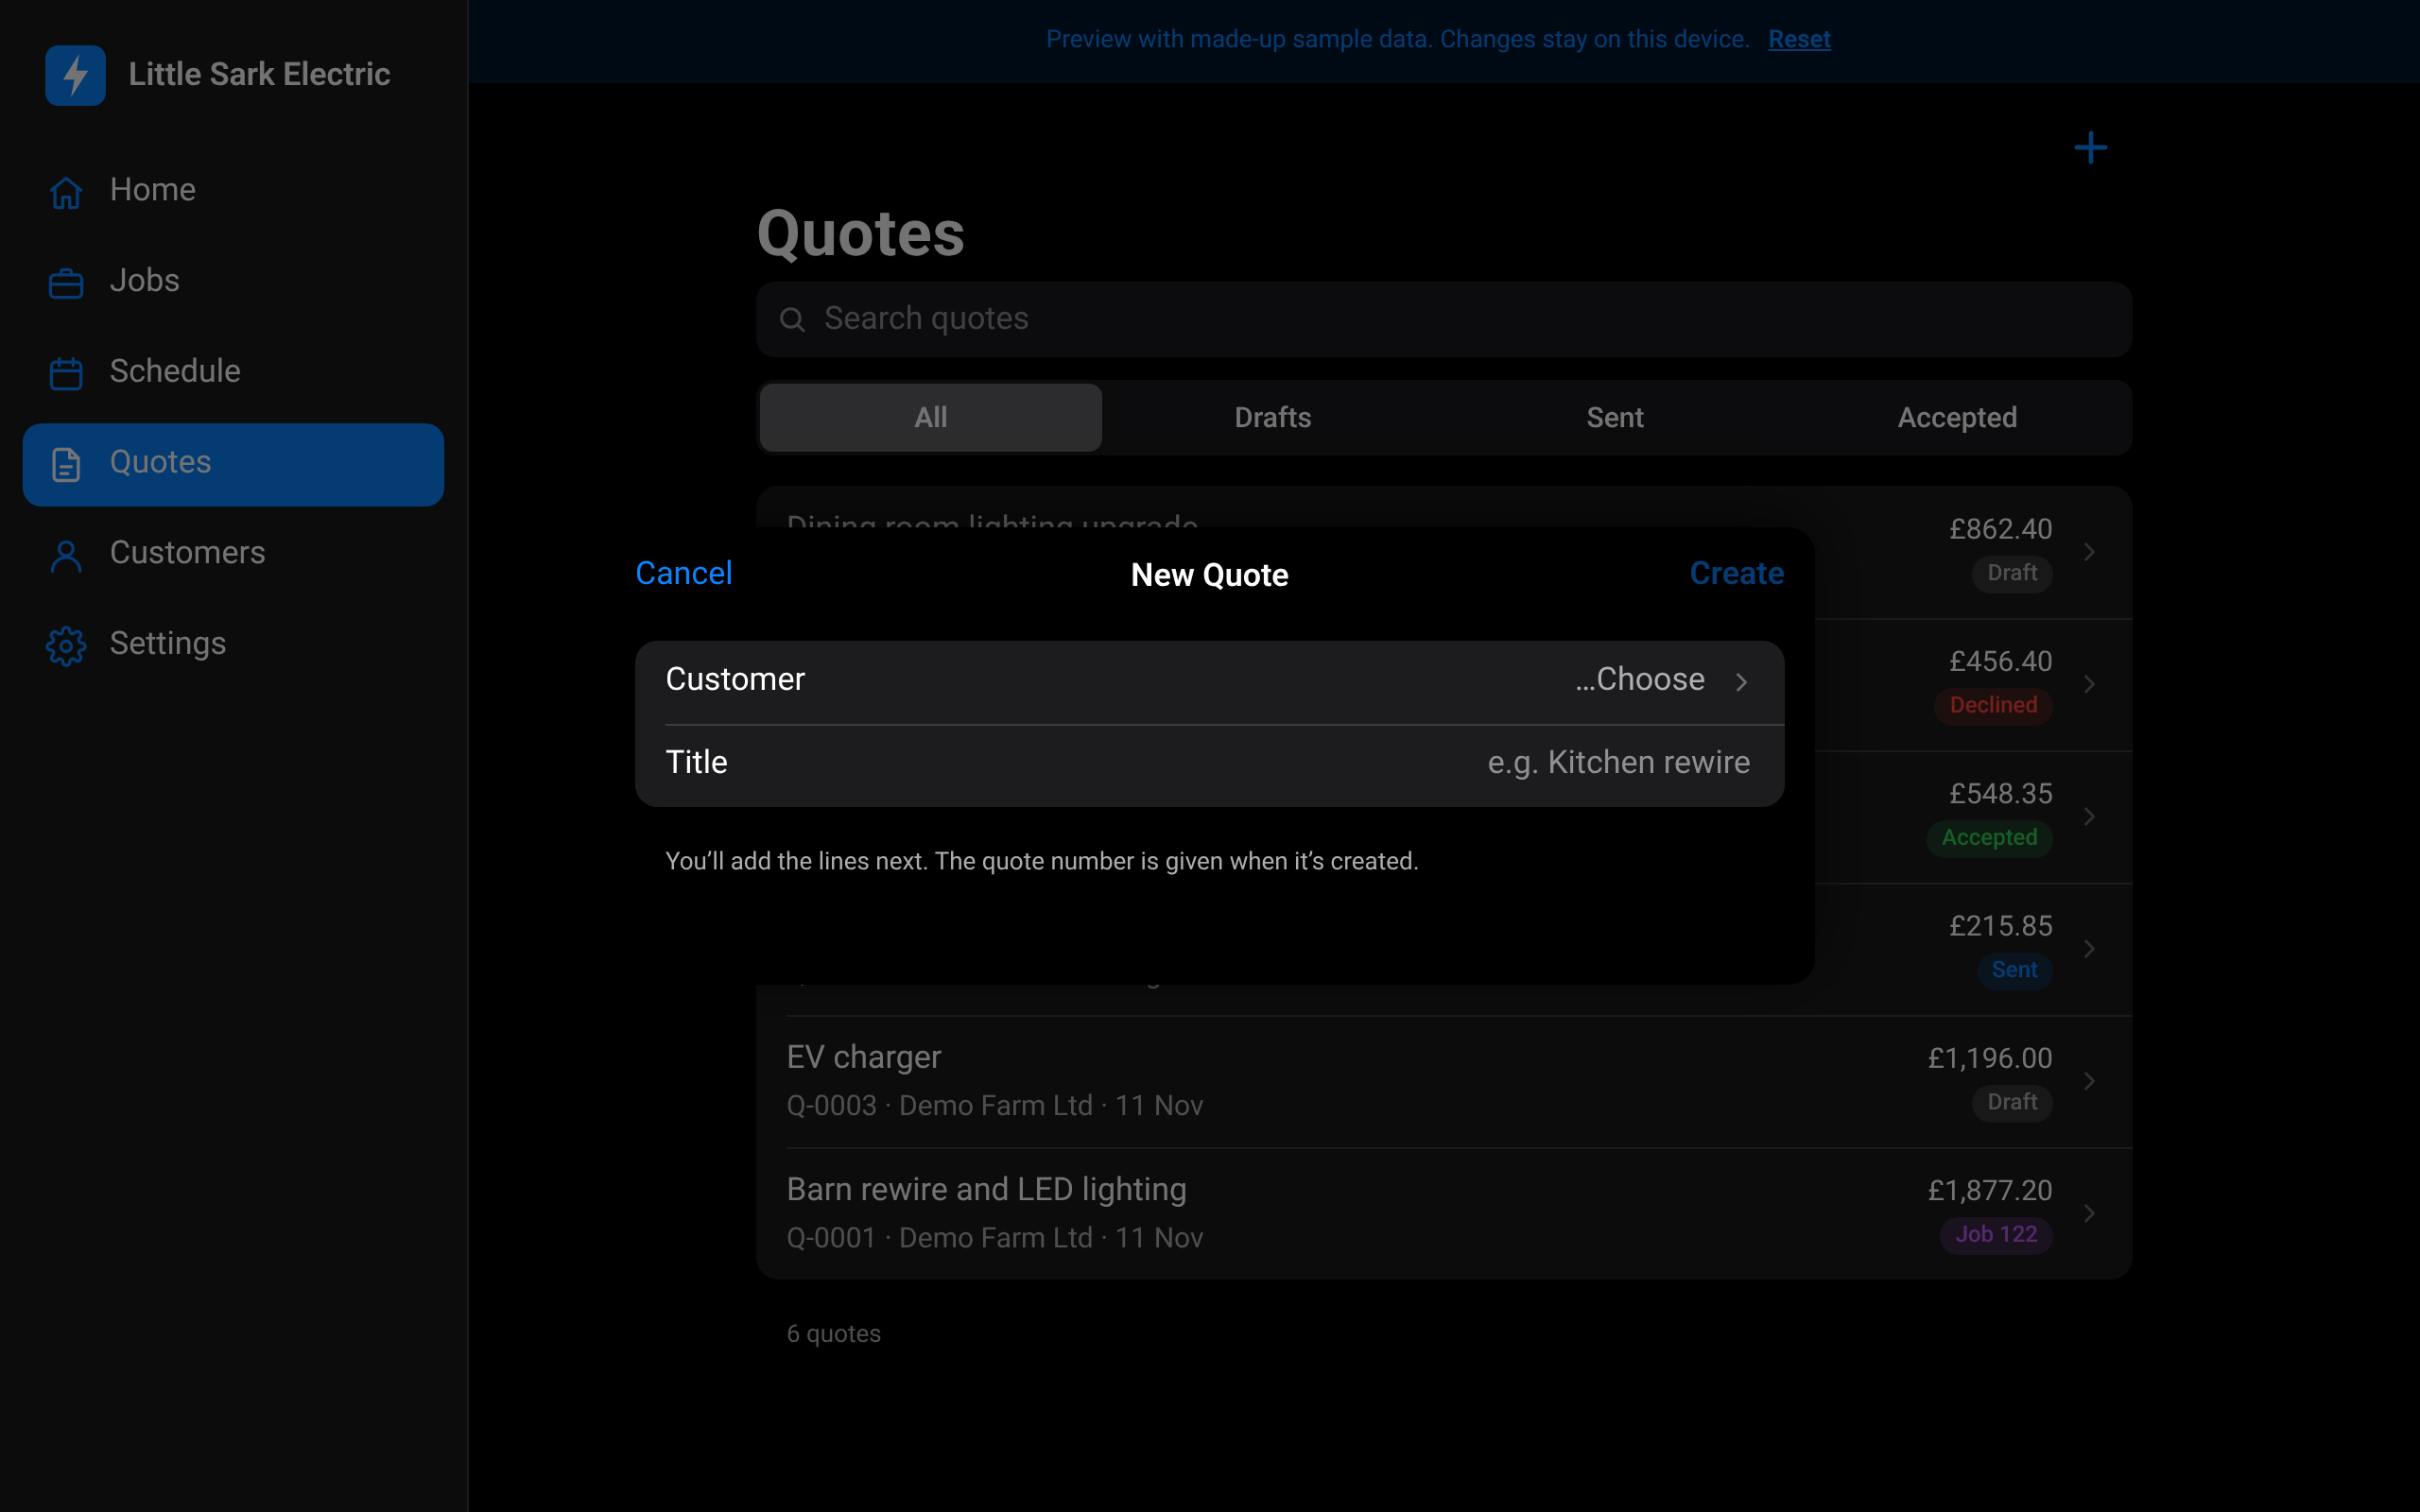 Little Sark Electric
Home
Jobs
Schedule
Quotes
Customers
Settings
Preview with made-up sample data. Changes stay on this device. Reset
Quotes
Search quotes
All Drafts Sent Accepted
Dining room lighting upgrade
£862.40
Draft
£456.40
Declined
£548.35
Accepted
£215.85
Sent
Cancel New Quote Create
Customer …Choose
Title e.g. Kitchen rewire
You’ll add the lines next. The quote number is given when it’s created.
EV charger £1,196.00
Q-0003 · Demo Farm Ltd · 11 Nov Draft
Barn rewire and LED lighting £1,877.20
Q-0001 · Demo Farm Ltd · 11 Nov Job 122
6 quotes